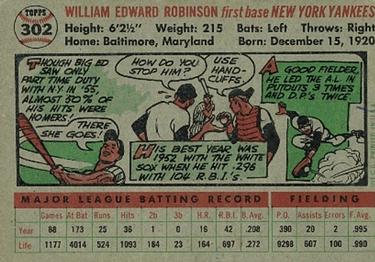 TOPPS
302
WILLIAM EDWARD ROBINSON first base NEW YORK YANKEES
Height: 6'2½" Weight: 215 Bats: Left Throws: Right
Home: Baltimore, Maryland Born: December 15, 1920
THOUGH BIG ED
SAW ONLY
PART TIME DUTY
WITH N.Y. IN '55,
ALMOST 50% OF
HIS HITS WERE
HOMERS!
THERE
SHE GOES!
HOW DO YOU
STOP HIM?
USE
HAND-
CUFFS
HIS BEST YEAR WAS
1952 WITH THE WHITE
SOX WHEN HE HIT .296
WITH 104 R.B.I.'s.
A GOOD FIELDER,
HE LED THE A.L. IN
PUTOUTS 3 TIMES
AND D.P.'s TWICE.
MAJOR LEAGUE BATTING RECORD FIELDING
Games At Bat Runs Hits 2b 3b H.R. R.B.I. B. Avg. P.O. Assists Errors F. Avg.
Year 88 173 25 36 1 0 16 42 .208 390 20 2 .995
Life 1177 4014 524 1093 164 23 164 697 .272 9298 607 100 .990